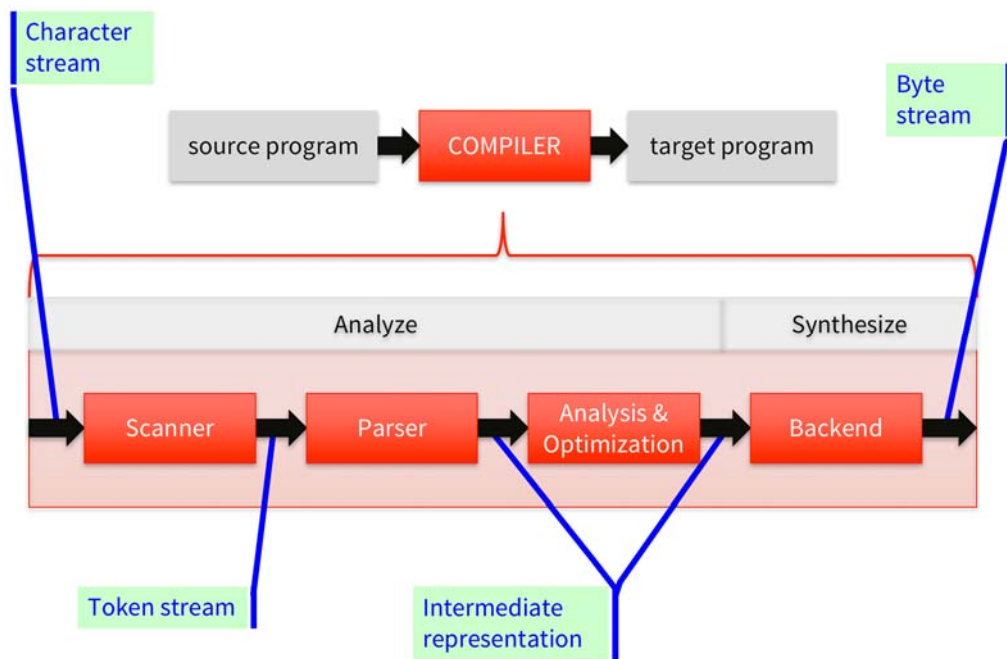 Character
stream
Byte
stream
source program
COMPILER
target program
Analyze
Synthesize
Scanner
Parser
Analysis &
Optimization
Backend
Token stream
Intermediate
representation